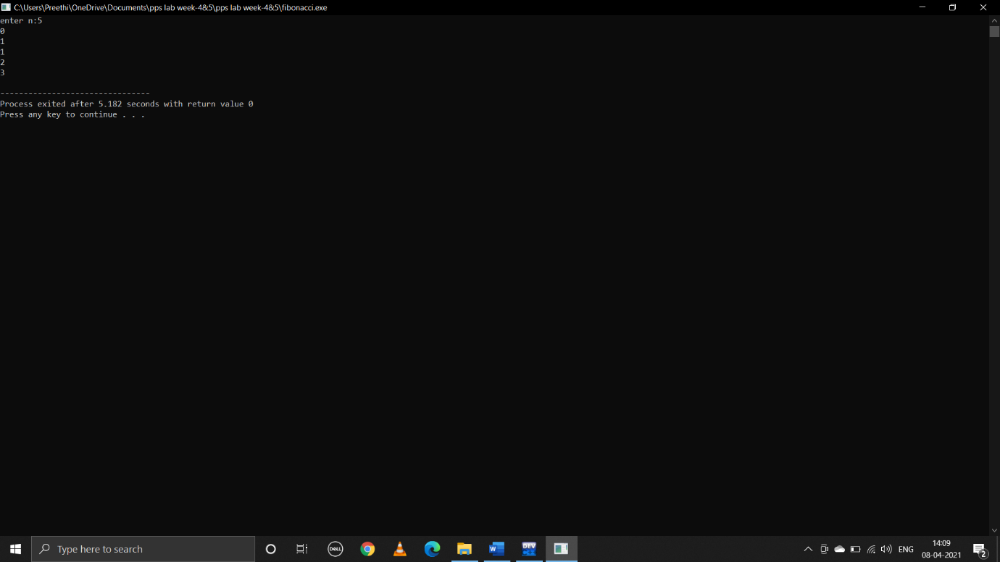 C:\Users\Preethi\OneDrive\Documents\pps lab week-4&5\pps lab week-4&5\fibonacci.exe
enter n:5
0
1
1
2
3
--------------------------------
Process exited after 5.182 seconds with return value 0
Press any key to continue . . .
Type here to search
DELL
W
DEV
C++
ENG
14:09
08-04-2021
2